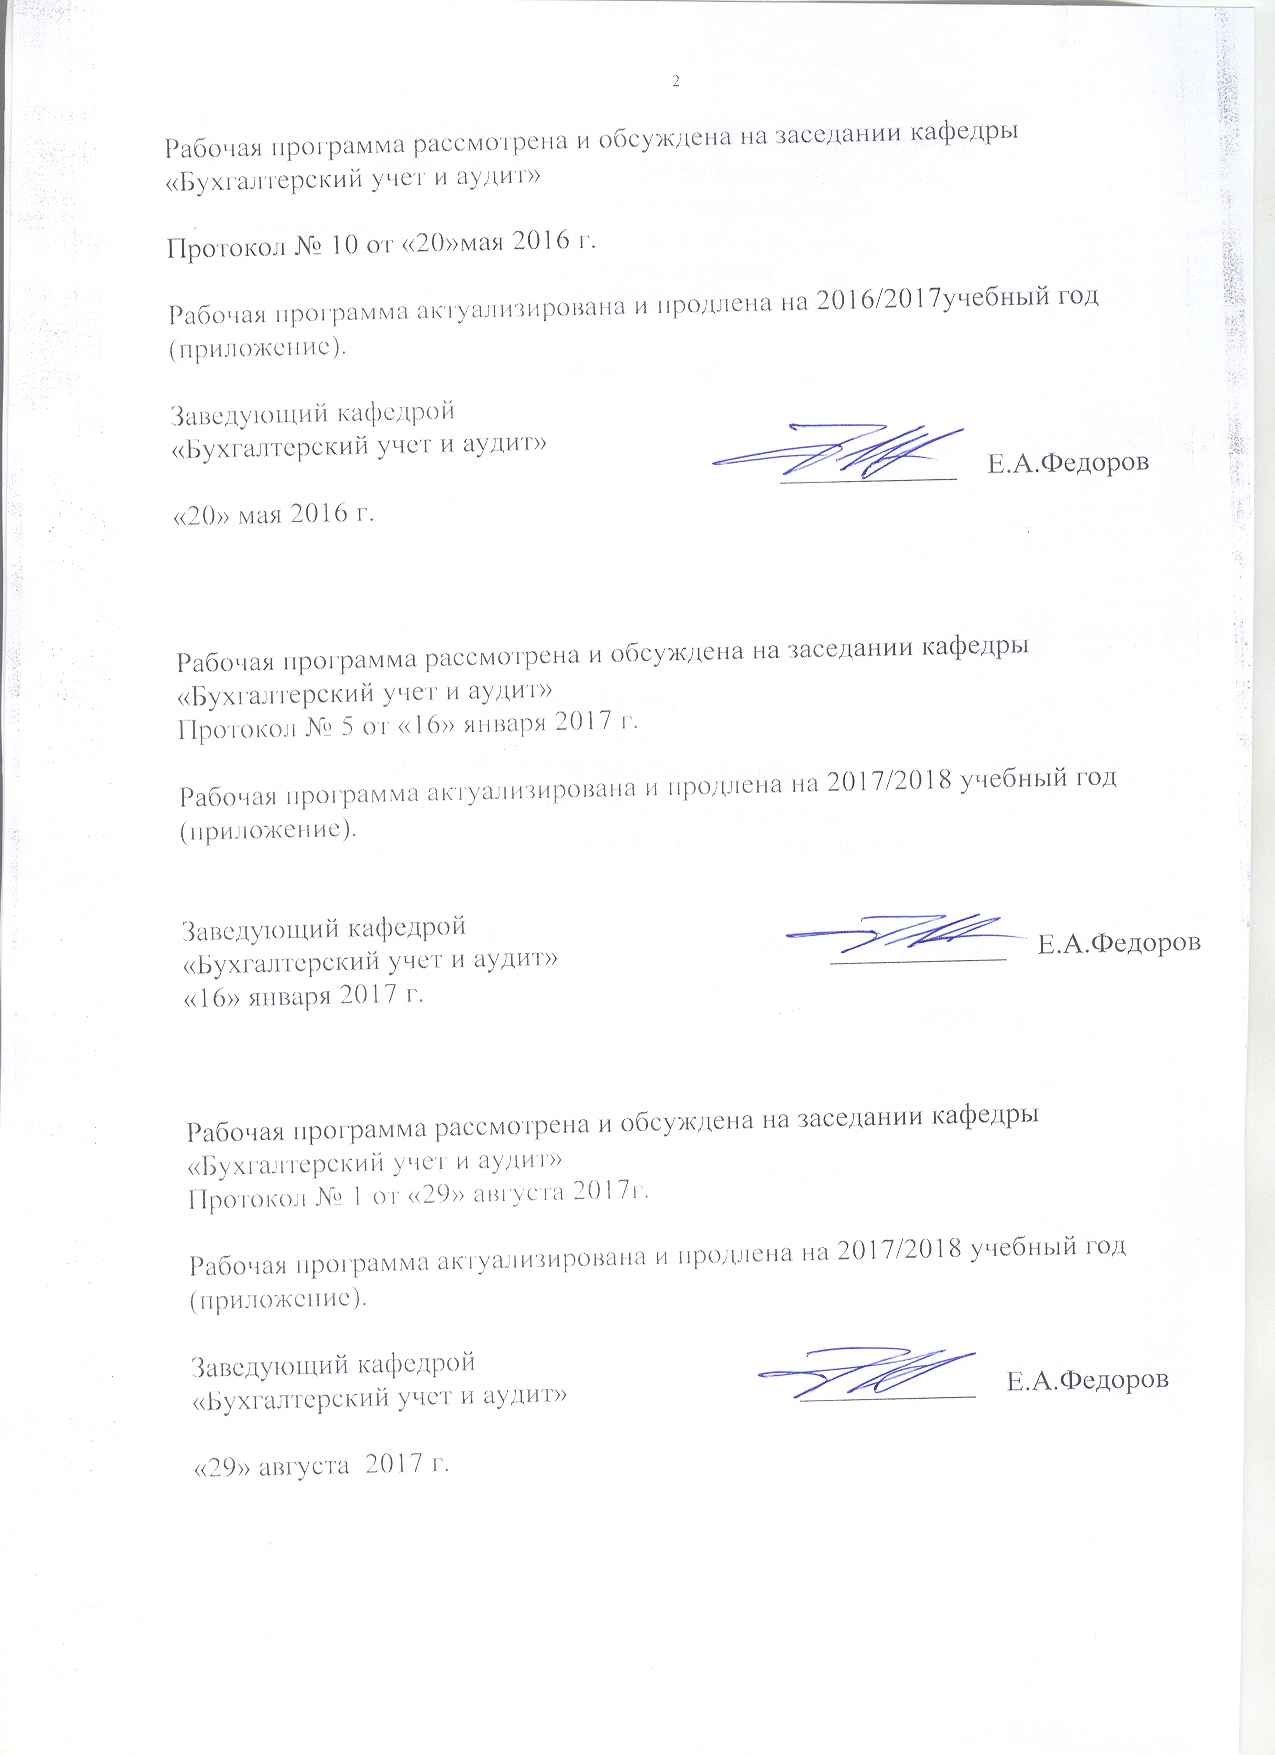 2
Рабочая программа рассмотрена и обсуждена на заседании кафедры
«Бухгалтерский учет и аудит»
Протокол № 10 от «20»мая 2016 г.
Рабочая программа актуализирована и продлена на 2016/2017учебный год
(приложение).
Заведующий кафедрой
«Бухгалтерский учет и аудит»
Е.А.Федоров
«20» мая 2016 г.
Рабочая программа рассмотрена и обсуждена на заседании кафедры
«Бухгалтерский учет и аудит»
Протокол № 5 от «16» января 2017 г.
Рабочая программа актуализирована и продлена на 2017/2018 учебный год
(приложение).
Заведующий кафедрой
«Бухгалтерский учет и аудит»
Е.А.Федоров
«16» января 2017 г.
Рабочая программа рассмотрена и обсуждена на заседании кафедры
«Бухгалтерский учет и аудит»
Протокол № 1 от «29» августа 2017г.
Рабочая программа актуализирована и продлена на 2017/2018 учебный год
(приложение).
Заведующий кафедрой
«Бухгалтерский учет и аудит»
Е.А.Федоров
«29» августа 2017 г.